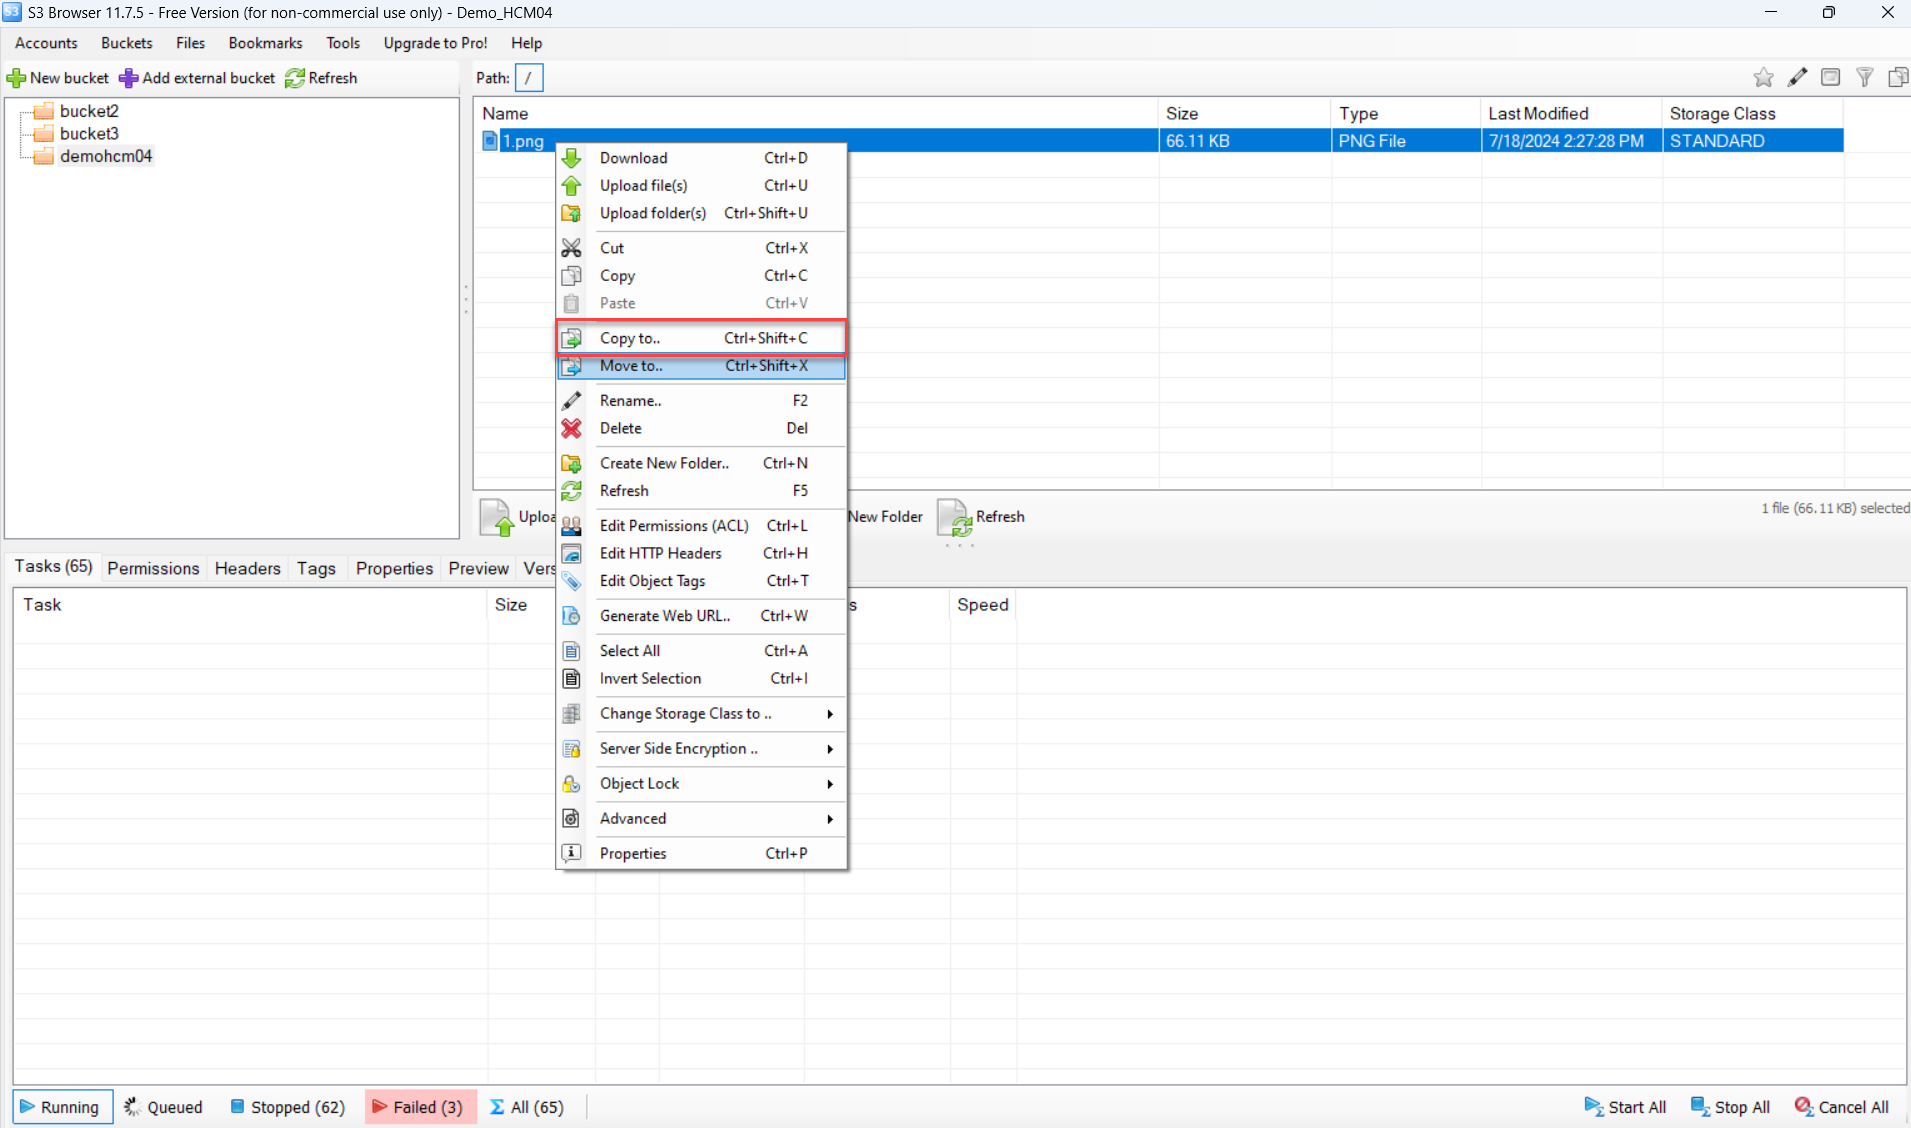 S3 Browser 11.7.5 - Free Version (for non-commercial use only) - Demo_HCM04
Accounts Buckets Files Bookmarks Tools Upgrade to Pro! Help
New bucket Add external bucket Refresh
Path: /
bucket2
bucket3
demohcm04
Name Size Type Last Modified Storage Class
1.png 66.11 KB PNG File 7/18/2024 2:27:28 PM STANDARD
Download Ctrl+D
Upload file(s) Ctrl+U
Upload folder(s) Ctrl+Shift+U
Cut Ctrl+X
Copy Ctrl+C
Paste Ctrl+V
Copy to.. Ctrl+Shift+C
Move to.. Ctrl+Shift+X
Rename.. F2
Delete Del
Create New Folder.. Ctrl+N
Refresh F5
Edit Permissions (ACL) Ctrl+L
Edit HTTP Headers Ctrl+H
Edit Object Tags Ctrl+T
Generate Web URL.. Ctrl+W
Select All Ctrl+A
Invert Selection Ctrl+I
Change Storage Class to ..
Server Side Encryption ..
Object Lock
Advanced
Properties Ctrl+P
Uploa New Folder Refresh 1 file (66.11 KB) selected
Tasks (65) Permissions Headers Tags Properties Preview Vers
Task Size s Speed
Running Queued Stopped (62) Failed (3) All (65) Start All Stop All Cancel All